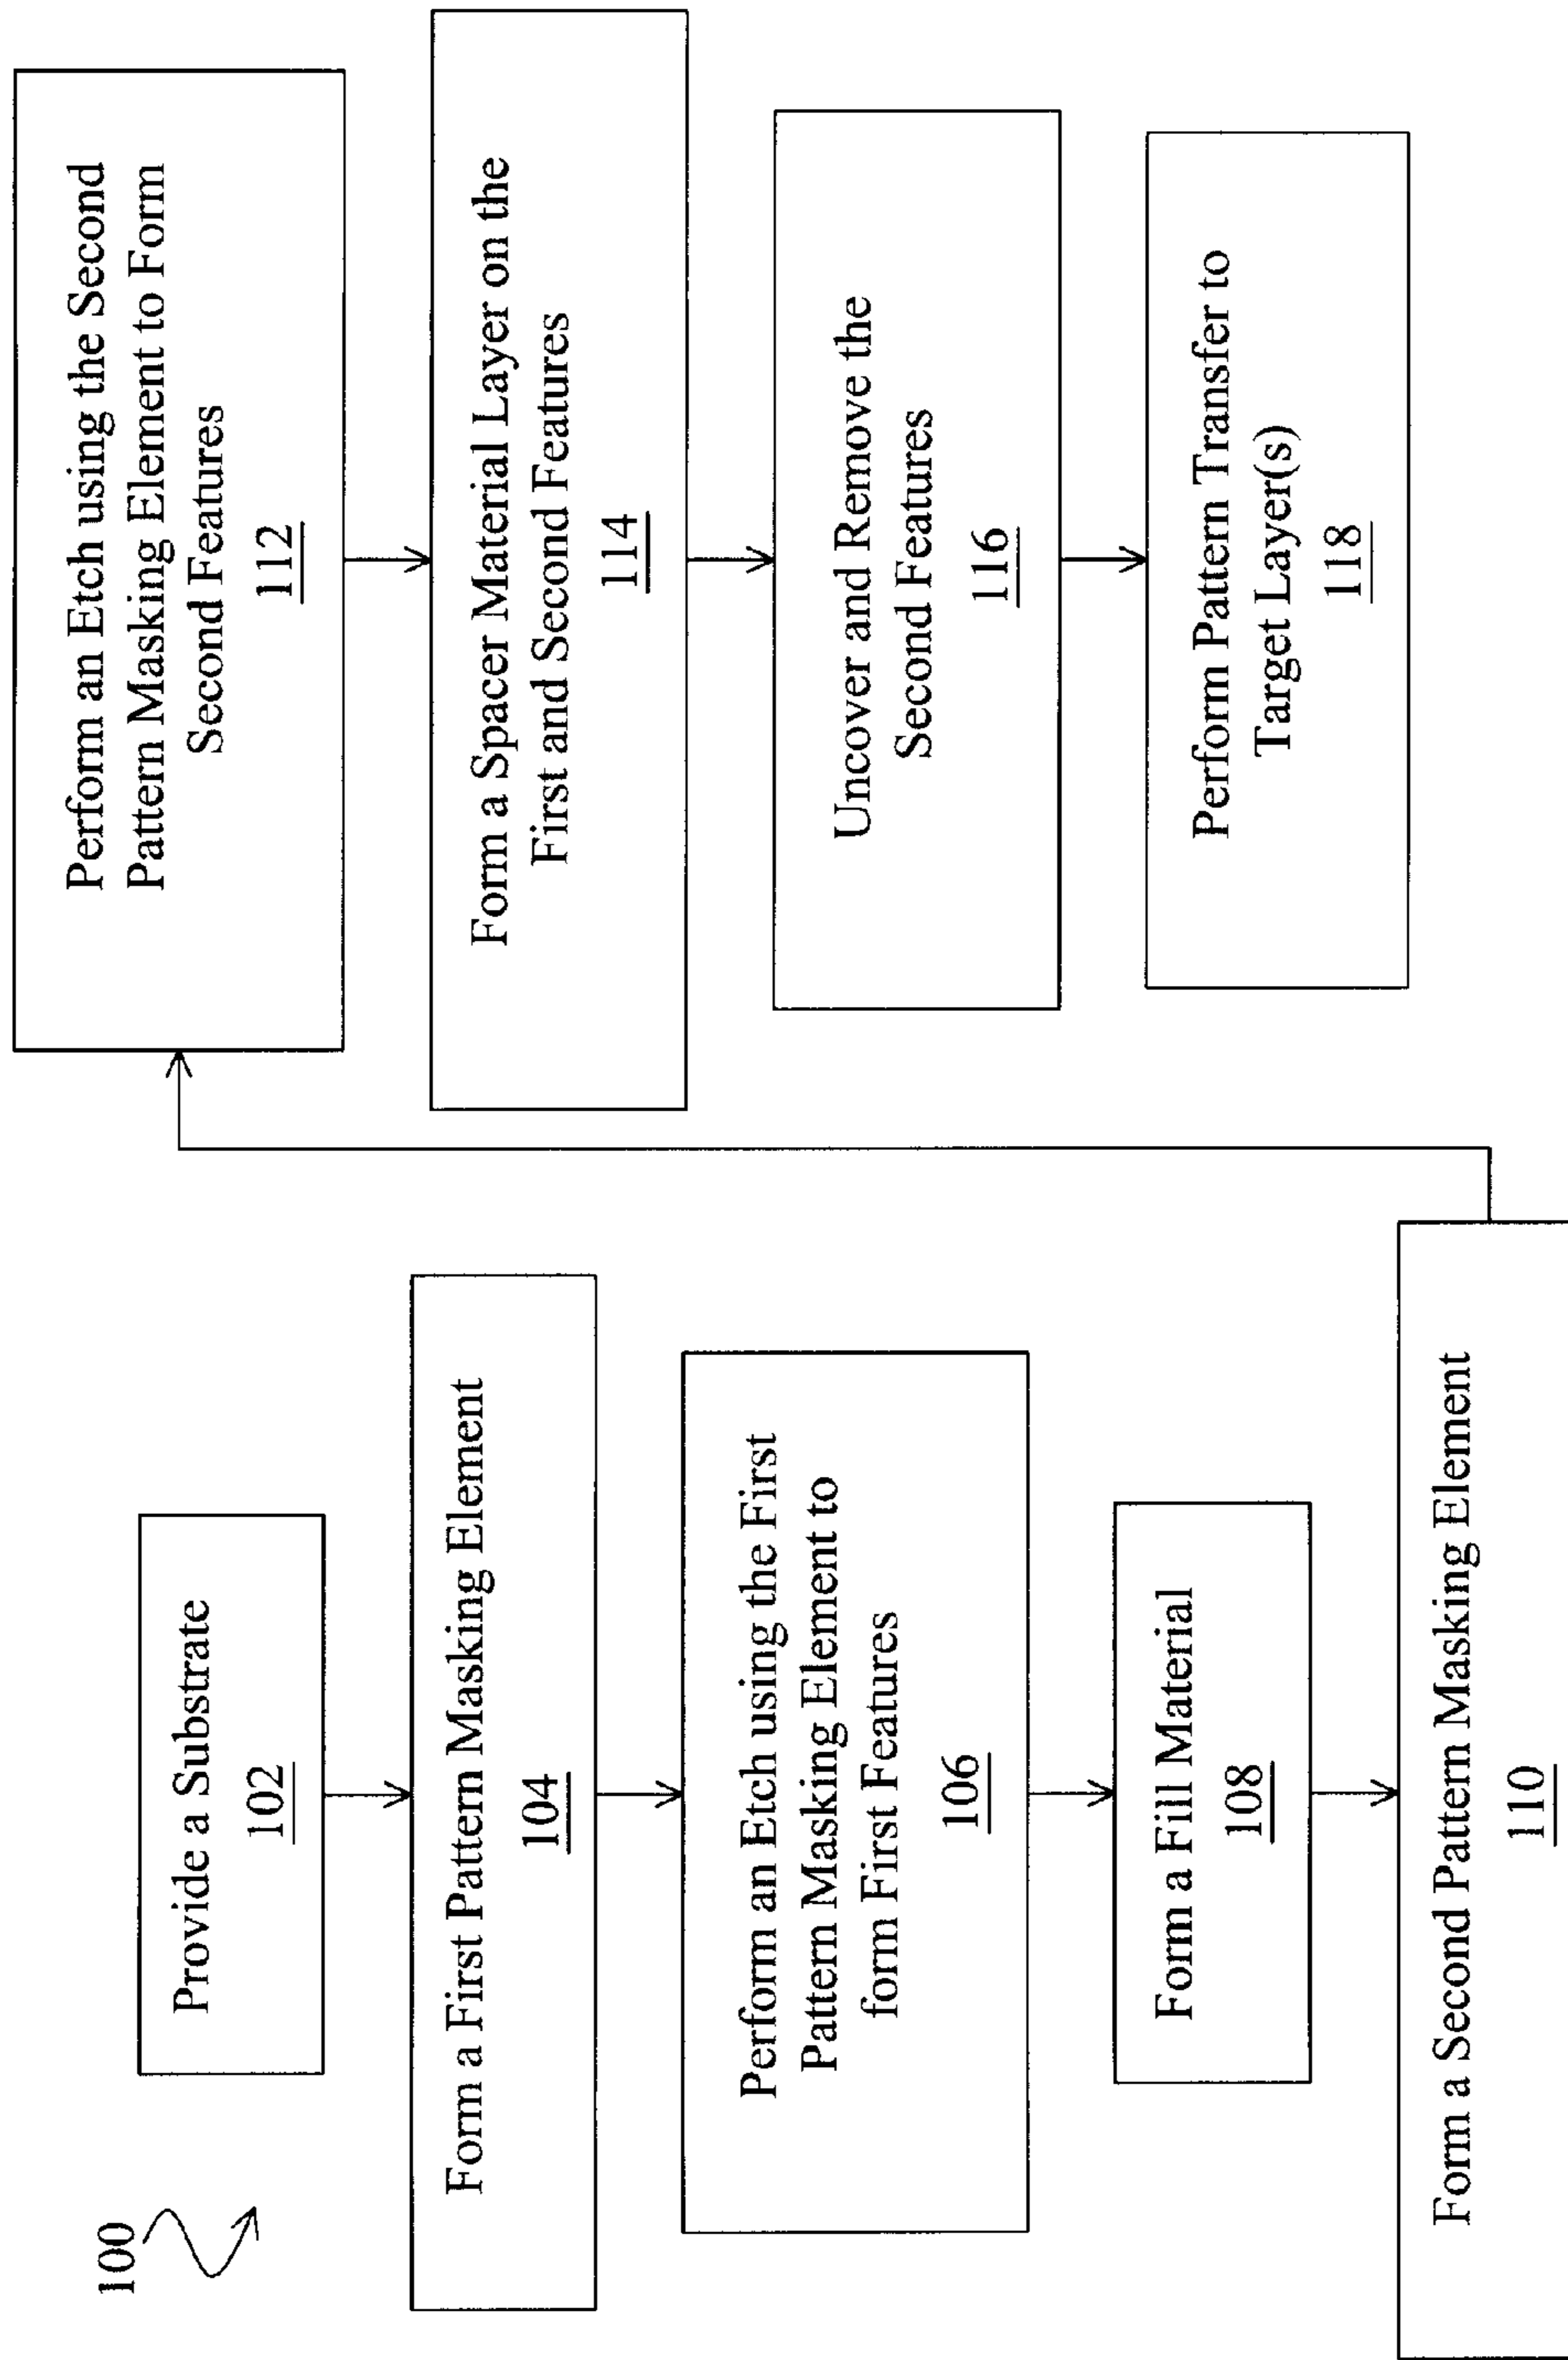 100
Provide a Substrate
102
Form a First Pattern Masking Element
104
Perform an Etch using the First
Pattern Masking Element to
form First Features
106
Form a Fill Material
108
Form a Second Pattern Masking Element
110
Perform an Etch using the Second
Pattern Masking Element to Form
Second Features
112
Form a Spacer Material Layer on the
First and Second Features
114
Uncover and Remove the
Second Features
116
Perform Pattern Transfer to
Target Layer(s)
118